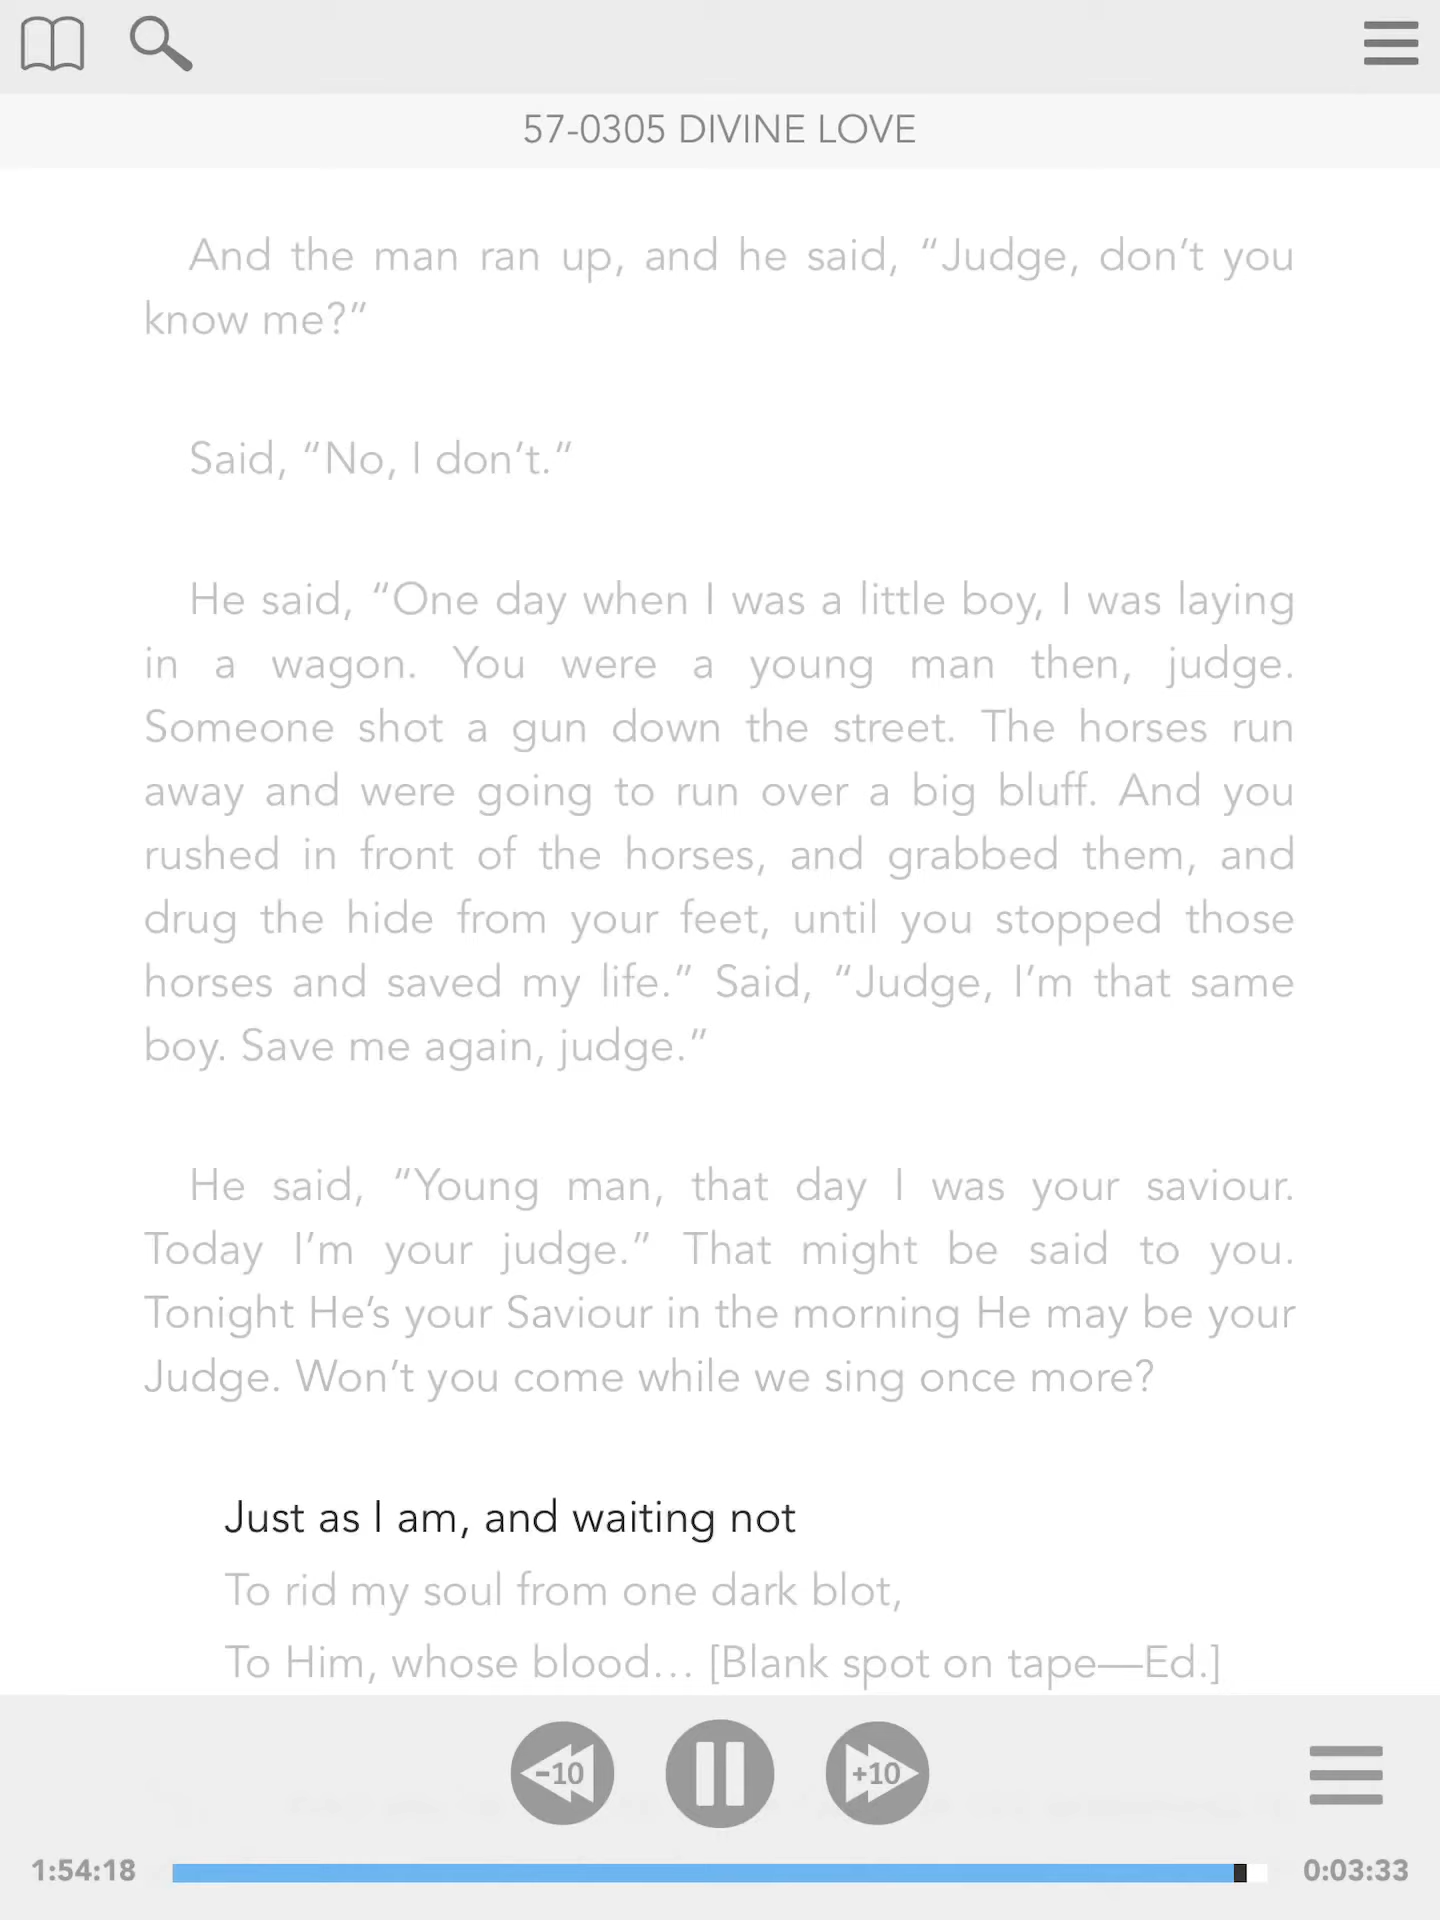 57-0305 DIVINE LOVE
And the man ran up, and he said, “Judge, don’t you
know me?”
Said, “No, I don’t.”
He said, “One day when I was a little boy, I was laying
in a wagon. You were a young man then, judge.
Someone shot a gun down the street. The horses run
away and were going to run over a big bluff. And you
rushed in front of the horses, and grabbed them, and
drug the hide from your feet, until you stopped those
horses and saved my life.” Said, “Judge, I’m that same
boy. Save me again, judge.”
He said, “Young man, that day I was your saviour.
Today I’m your judge.” That might be said to you.
Tonight He’s your Saviour in the morning He may be your
Judge. Won’t you come while we sing once more?
Just as I am, and waiting not
To rid my soul from one dark blot,
To Him, whose blood… [Blank spot on tape—Ed.]
-10 +10
1:54:18 0:03:33